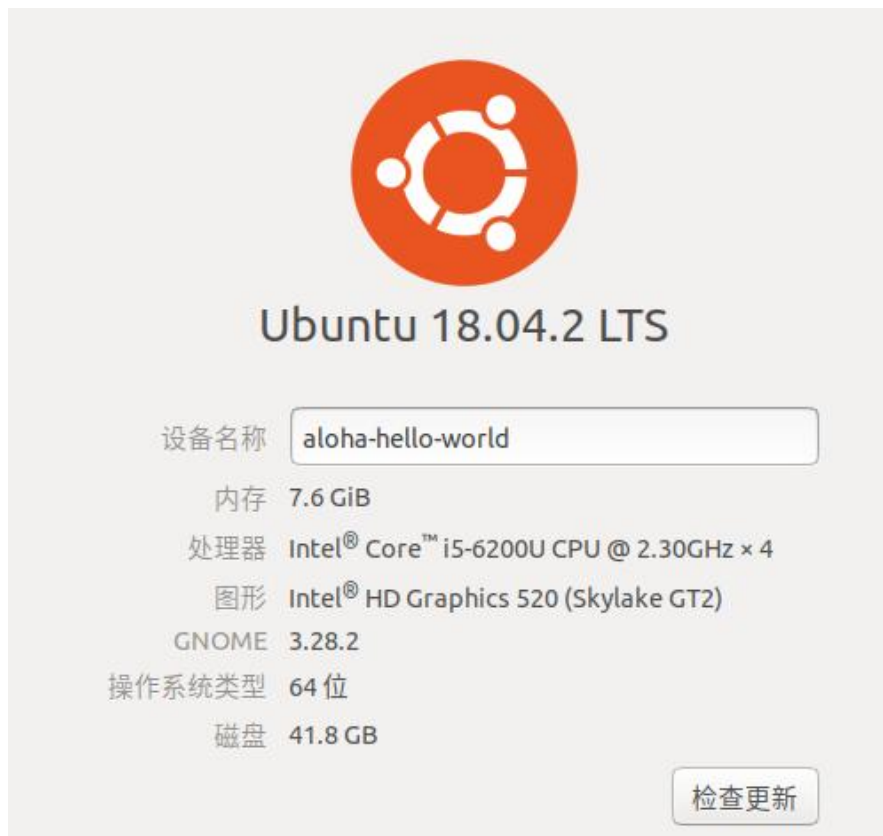 Ubuntu 18.04.2 LTS
设备名称 aloha-hello-world
内存 7.6 GiB
处理器 Intel® Core™ i5-6200U CPU @ 2.30GHz × 4
图形 Intel® HD Graphics 520 (Skylake GT2)
GNOME 3.28.2
操作系统类型 64 位
磁盘 41.8 GB
检查更新